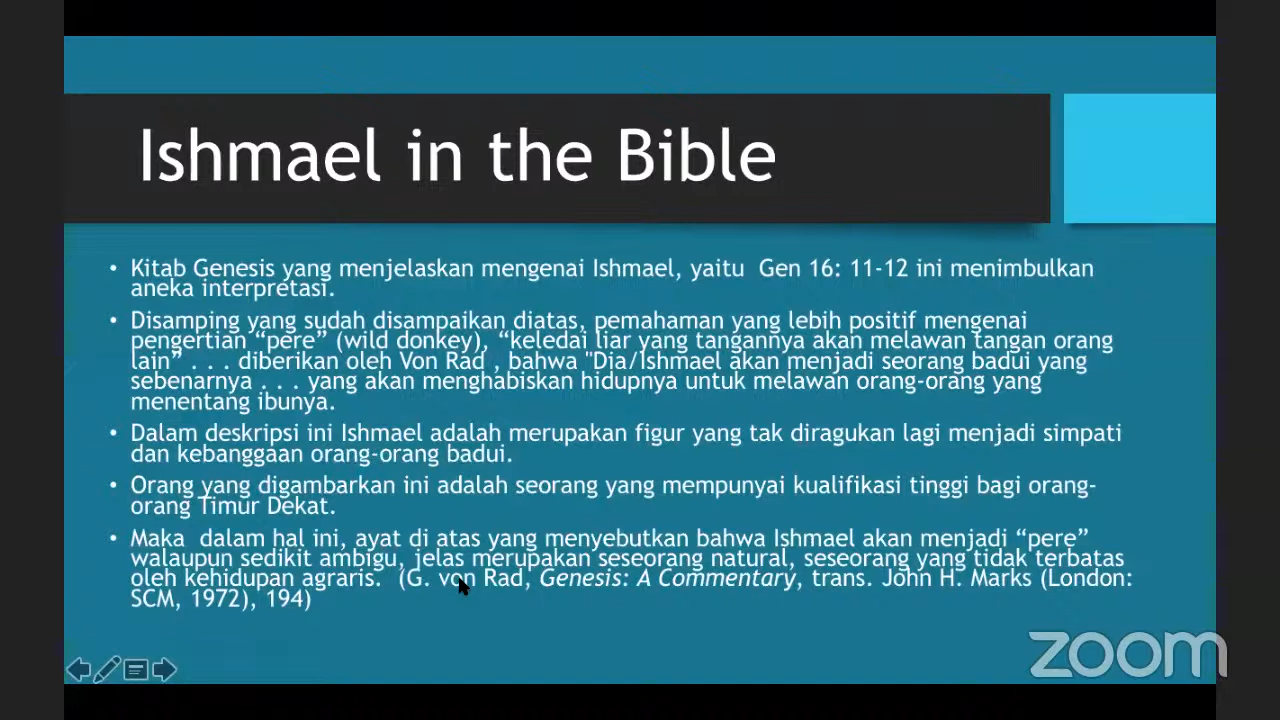 Ishmael in the Bible
• Kitab Genesis yang menjelaskan mengenai Ishmael, yaitu Gen 16: 11-12 ini menimbulkan
aneka interpretasi.
• Disamping yang sudah disampaikan diatas, pemahaman yang lebih positif mengenai
pengertian “pere” (wild donkey), “keledai liar yang tangannya akan melawan tangan orang
lain” . . . diberikan oleh Von Rad , bahwa "Dia/Ishmael akan menjadi seorang badui yang
sebenarnya . . . yang akan menghabiskan hidupnya untuk melawan orang-orang yang
menentang ibunya.
• Dalam deskripsi ini Ishmael adalah merupakan figur yang tak diragukan lagi menjadi simpati
dan kebanggaan orang-orang badui.
• Orang yang digambarkan ini adalah seorang yang mempunyai kualifikasi tinggi bagi orang-
orang Timur Dekat.
• Maka dalam hal ini, ayat di atas yang menyebutkan bahwa Ishmael akan menjadi “pere”
walaupun sedikit ambigu, jelas merupakan seseorang natural, seseorang yang tidak terbatas
oleh kehidupan agraris. (G. von Rad, Genesis: A Commentary, trans. John H. Marks (London:
SCM, 1972), 194)
zoom